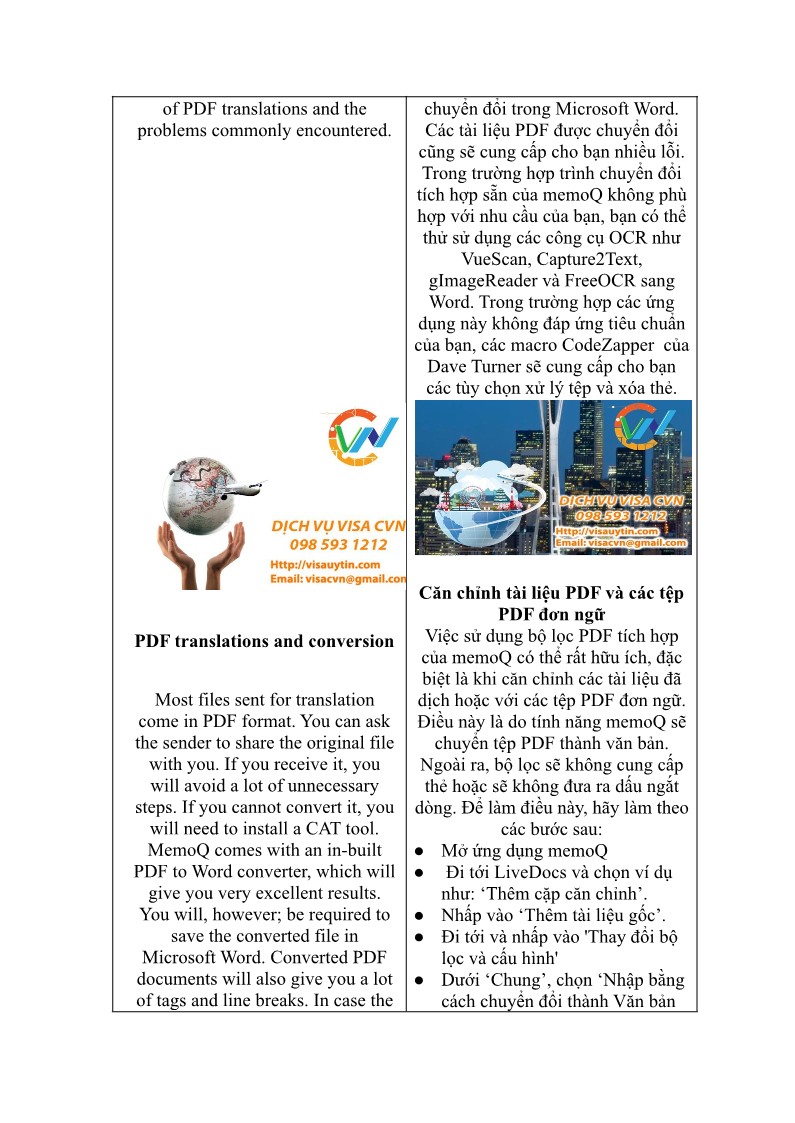 of PDF translations and the
problems commonly encountered.
CVN
DỊCH VỤ VISA CVN
098 593 1212
Http://visauytin.com
Email: visacvn@gmail.com
PDF translations and conversion
Most files sent for translation
come in PDF format. You can ask
the sender to share the original file
with you. If you receive it, you
will avoid a lot of unnecessary
steps. If you cannot convert it, you
will need to install a CAT tool.
MemoQ comes with an in-built
PDF to Word converter, which will
give you very excellent results.
You will, however; be required to
save the converted file in
Microsoft Word. Converted PDF
documents will also give you a lot
of tags and line breaks. In case the
chuyển đổi trong Microsoft Word.
Các tài liệu PDF được chuyển đổi
cũng sẽ cung cấp cho bạn nhiều lỗi.
Trong trường hợp trình chuyển đổi
tích hợp sẵn của memoQ không phù
hợp với nhu cầu của bạn, bạn có thể
thử sử dụng các công cụ OCR như
VueScan, Capture2Text,
gImageReader và FreeOCR sang
Word. Trong trường hợp các ứng
dụng này không đáp ứng tiêu chuẩn
của bạn, các macro CodeZapper  của
Dave Turner sẽ cung cấp cho bạn
các tùy chọn xử lý tệp và xóa thẻ.
CVN
DỊCH VỤ VISA CVN
098 593 1212
Http://visauytin.com
Email: visacvn@gmail.com
Căn chỉnh tài liệu PDF và các tệp
PDF đơn ngữ
Việc sử dụng bộ lọc PDF tích hợp
của memoQ có thể rất hữu ích, đặc
biệt là khi căn chỉnh các tài liệu đã
dịch hoặc với các tệp PDF đơn ngữ.
Điều này là do tính năng memoQ sẽ
chuyển tệp PDF thành văn bản.
Ngoài ra, bộ lọc sẽ không cung cấp
thẻ hoặc sẽ không đưa ra dấu ngắt
dòng. Để làm điều này, hãy làm theo
các bước sau:
● Mở ứng dụng memoQ
● Đi tới LiveDocs và chọn ví dụ
như: ‘Thêm cặp căn chỉnh’.
● Nhấp vào ‘Thêm tài liệu gốc’.
● Đi tới và nhấp vào 'Thay đổi bộ
lọc và cấu hình'
● Dưới ‘Chung’, chọn ‘Nhập bằng
cách chuyển đổi thành Văn bản